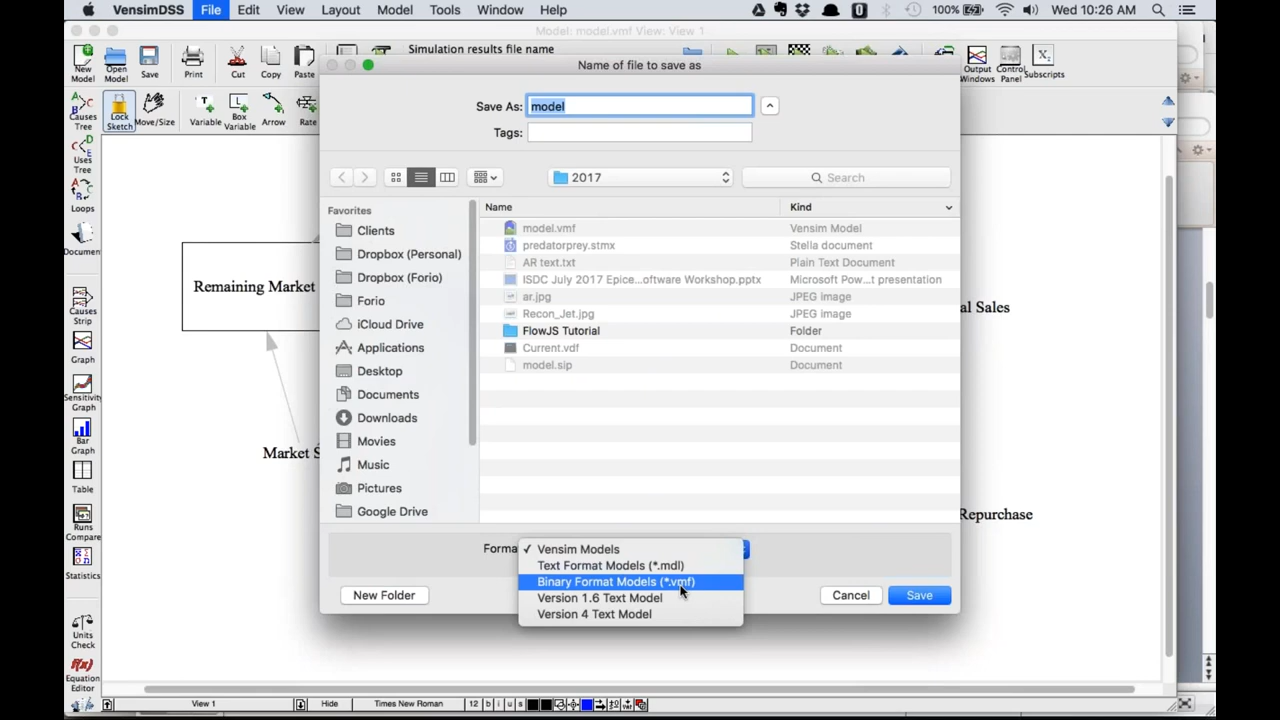 VensimDSS File Edit View Layout Model Tools Window Help 100% Wed 10:26 AM
Binary: model.vmf View: View 1
New Model
Open Model
Save
Print
Cut
Copy
Paste
Simulation results file name
Output Windows
Control Panel
Subscripts
Causes Tree
Lock Sketch
Move/Size
Variable
Box Variable
Arrow
Rate
Uses Tree
Loops
Document
Causes Strip
Graph
Sensitivity Graph
Bar Graph
Table
Runs Compare
Statistics
Units Check
Equation Editor
Remaining Market
Market S
al Sales
Repurchase
Name of file to save as
Save As: model
Tags:
2017
Search
Favorites
Clients
Dropbox (Personal)
Dropbox (Forio)
Forio
iCloud Drive
Applications
Desktop
Documents
Downloads
Movies
Music
Pictures
Google Drive
Name Kind
model.vmf Vensim Model
predatorprey.stmx Stella document
AR text.txt Plain Text Document
ISDC July 2017 Epice...oftware Workshop.pptx Microsoft Pow...t presentation
ar.jpg JPEG image
Recon_Jet.jpg JPEG image
FlowJS Tutorial Folder
Current.vdf Document
model.sip Document
Forma
✓ Vensim Models
Text Format Models (*.mdl)
Binary Format Models (*.vmf)
Version 1.6 Text Model
Version 4 Text Model
New Folder Cancel Save
View 1 Hide Times New Roman 12 b i u s